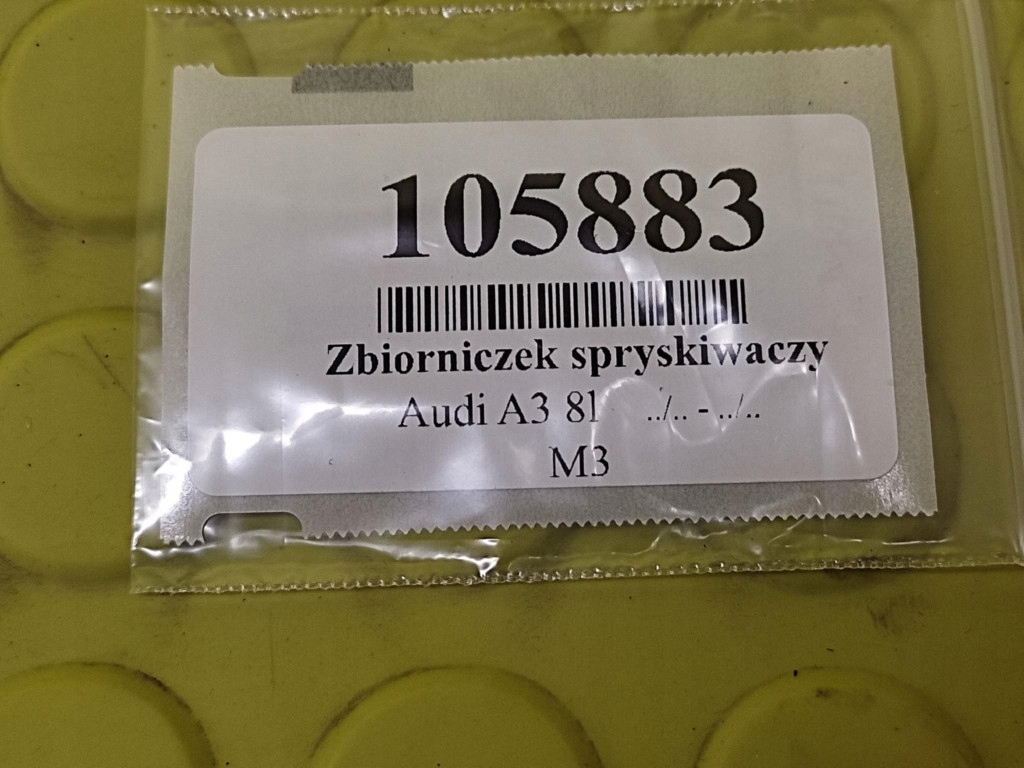 105883
Zbiorniczek spryskiwaczy
Audi A3 8l ../.. - ../..
M3